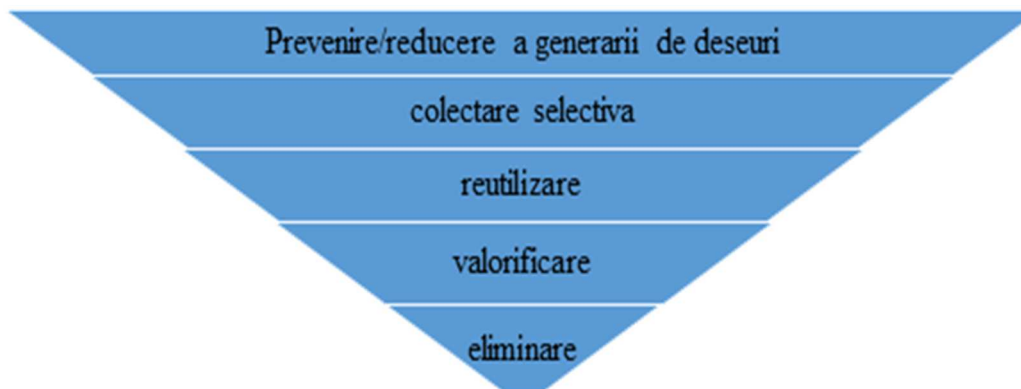 Prevenire/reducere a generarii de deseuri
colectare selectiva
reutilizare
valorificare
eliminare